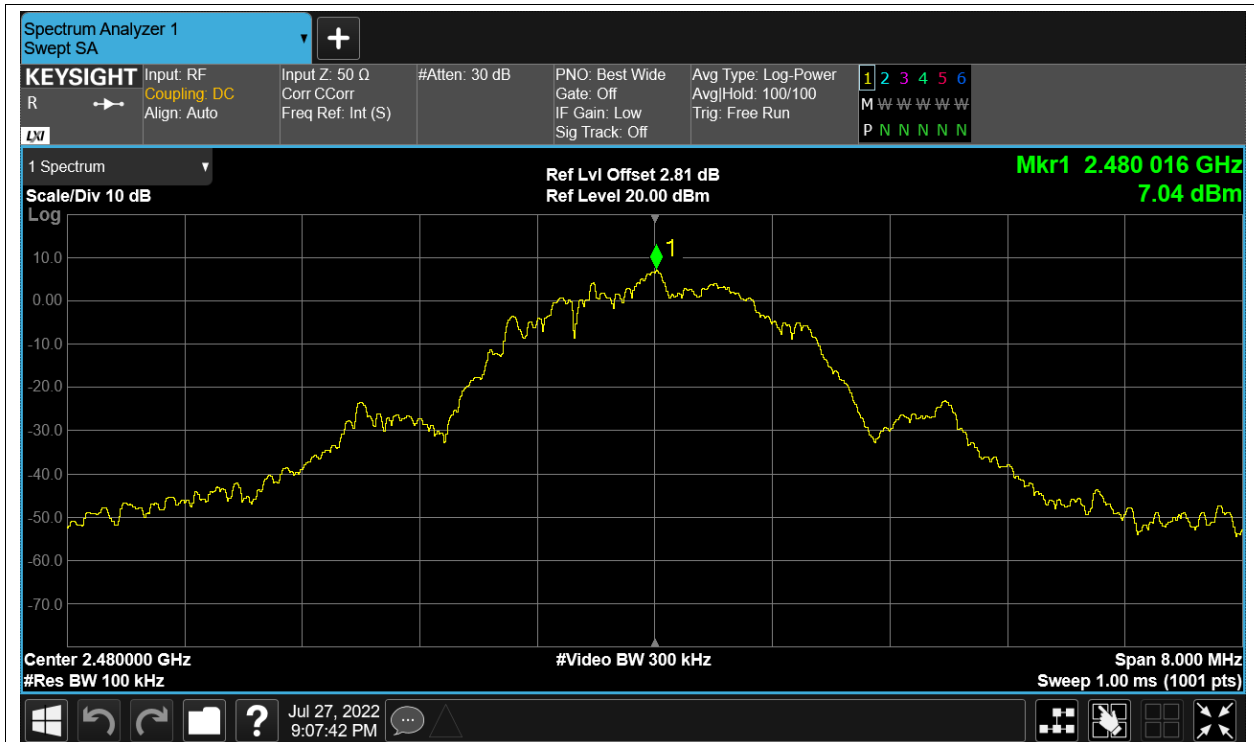 Spectrum Analyzer 1
Swept SA
+
KEYSIGHT
R
LXI
Input: RF
Coupling: DC
Align: Auto
Input Z: 50 Ω
Corr CCorr
Freq Ref: Int (S)
#Atten: 30 dB
PNO: Best Wide
Gate: Off
IF Gain: Low
Sig Track: Off
Avg Type: Log-Power
Avg|Hold: 100/100
Trig: Free Run
1 2 3 4 5 6
M W W W W W
P N N N N N
1 Spectrum
Scale/Div 10 dB
Log
Ref Lvl Offset 2.81 dB
Ref Level 20.00 dBm
Mkr1 2.480 016 GHz
7.04 dBm
1
10.0
0.00
-10.0
-20.0
-30.0
-40.0
-50.0
-60.0
-70.0
Center 2.480000 GHz
#Res BW 100 kHz
#Video BW 300 kHz
Span 8.000 MHz
Sweep 1.00 ms (1001 pts)
?
Jul 27, 2022
9:07:42 PM